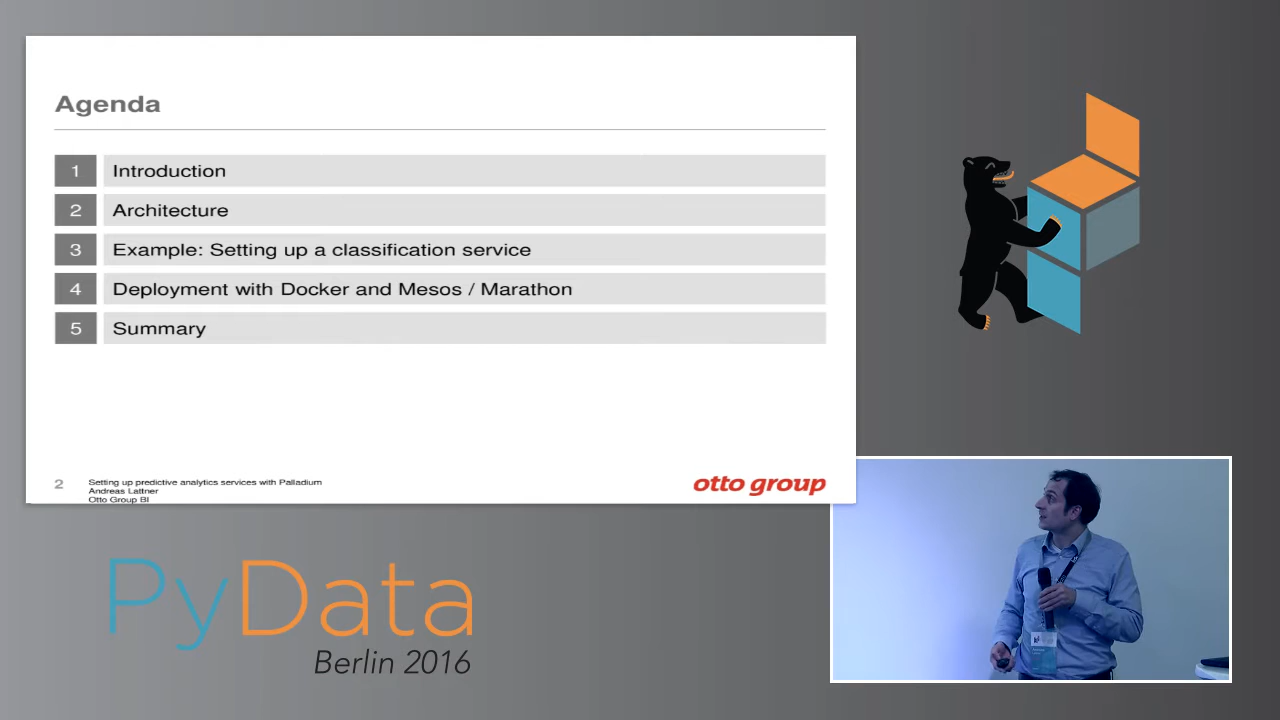 Agenda
1 Introduction
2 Architecture
3 Example: Setting up a classification service
4 Deployment with Docker and Mesos / Marathon
5 Summary
2
Setting up predictive analytics services with Palladium
Andreas Lattner
Otto Group BI
otto group
PyData
Berlin 2016